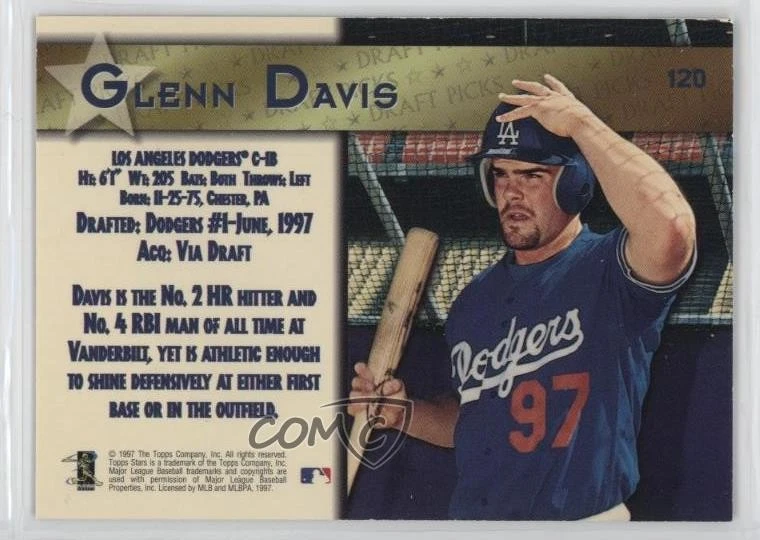 DRAFT PICKS
GLENN DAVIS
DRAFT PICKS
120
LOS ANGELES DODGERS® C-1B
HT: 6'1" WT: 205 BATS: BOTH THROWS: LEFT
BORN: 11-25-75, CHESTER, PA
DRAFTED: DODGERS #1-JUNE, 1997
ACQ: VIA DRAFT
DAVIS IS THE NO. 2 HR HITTER AND
NO. 4 RBI MAN OF ALL TIME AT
VANDERBILT, YET IS ATHLETIC ENOUGH
TO SHINE DEFENSIVELY AT EITHER FIRST
BASE OR IN THE OUTFIELD.
LA
Dodgers
97
COMC
© 1997 The Topps Company, Inc. All rights reserved.
Topps Stars is a trademark of The Topps Company, Inc.
Major League Baseball trademarks and copyrights are
used with permission of Major League Baseball
Properties, Inc. Licensed by MLB and MLBPA, 1997.